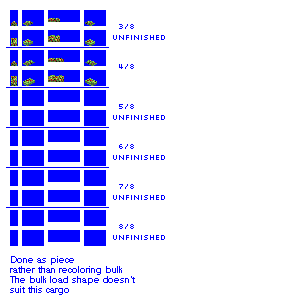 3/8
UNFINISHED
4/8
5/8
UNFINISHED
6/8
UNFINISHED
7/8
UNFINISHED
8/8
UNFINISHED
Done as piece
rather than recoloring bulk
The bulk load shape doesn't
suit this cargo